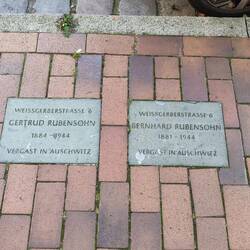 WEISSGERBERSTRASSE 6
GERTRUD RUBENSOHN
1884 - 1944
VERGAST IN AUSCHWITZ
WEISSGERBERSTRASSE 6
BERNHARD RUBENSOHN
1881 - 1944
VERGAST IN AUSCHWITZ